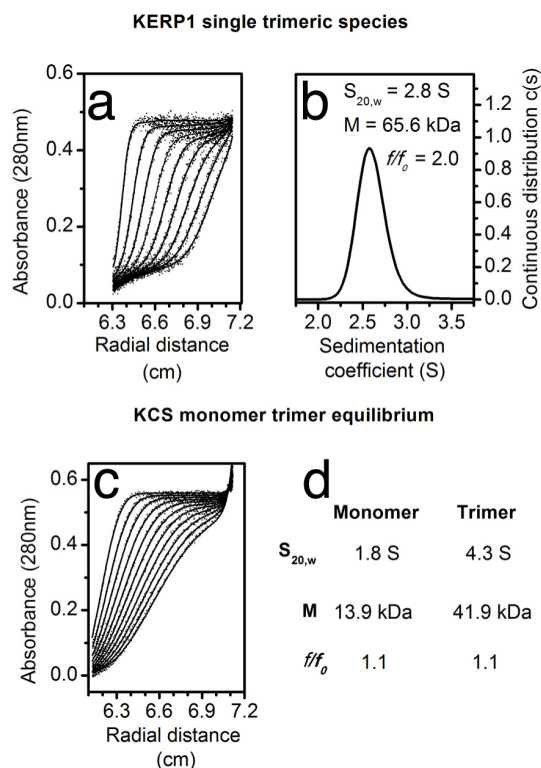 KERP1 single trimeric species
a
0.6
0.4
0.2
0.0
Absorbance (280nm)
6.3 6.6 6.9 7.2
Radial distance
(cm)
b
S20,w = 2.8 S
M = 65.6 kDa
f/fo = 2.0
1.2
1.0
0.8
0.6
0.4
0.2
0.0
Continuous distribution c(s)
2.0 2.5 3.0 3.5
Sedimentation
coefficient (S)
KCS monomer trimer equilibrium
c
0.6
0.4
0.2
0.0
Absorbance (280nm)
6.3 6.6 6.9 7.2
Radial distance
(cm)
d
Monomer Trimer
S20,w 1.8 S 4.3 S
M 13.9 kDa 41.9 kDa
f/fo 1.1 1.1